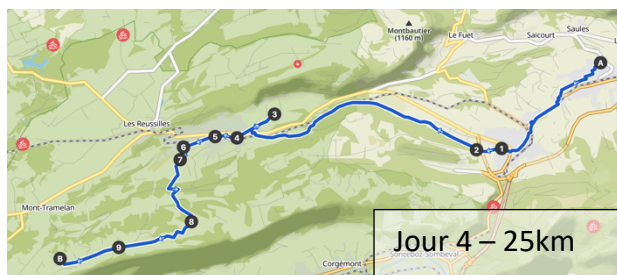 Montbautier
(1160 m)
Le Fuet
Saicourt
Saules
A
3
Les Reussilles
5
4
6
2
1
7
Mont-Tramelan
8
9
B
Corgémont
Sonceboz-Sombeval
Jour 4 – 25km